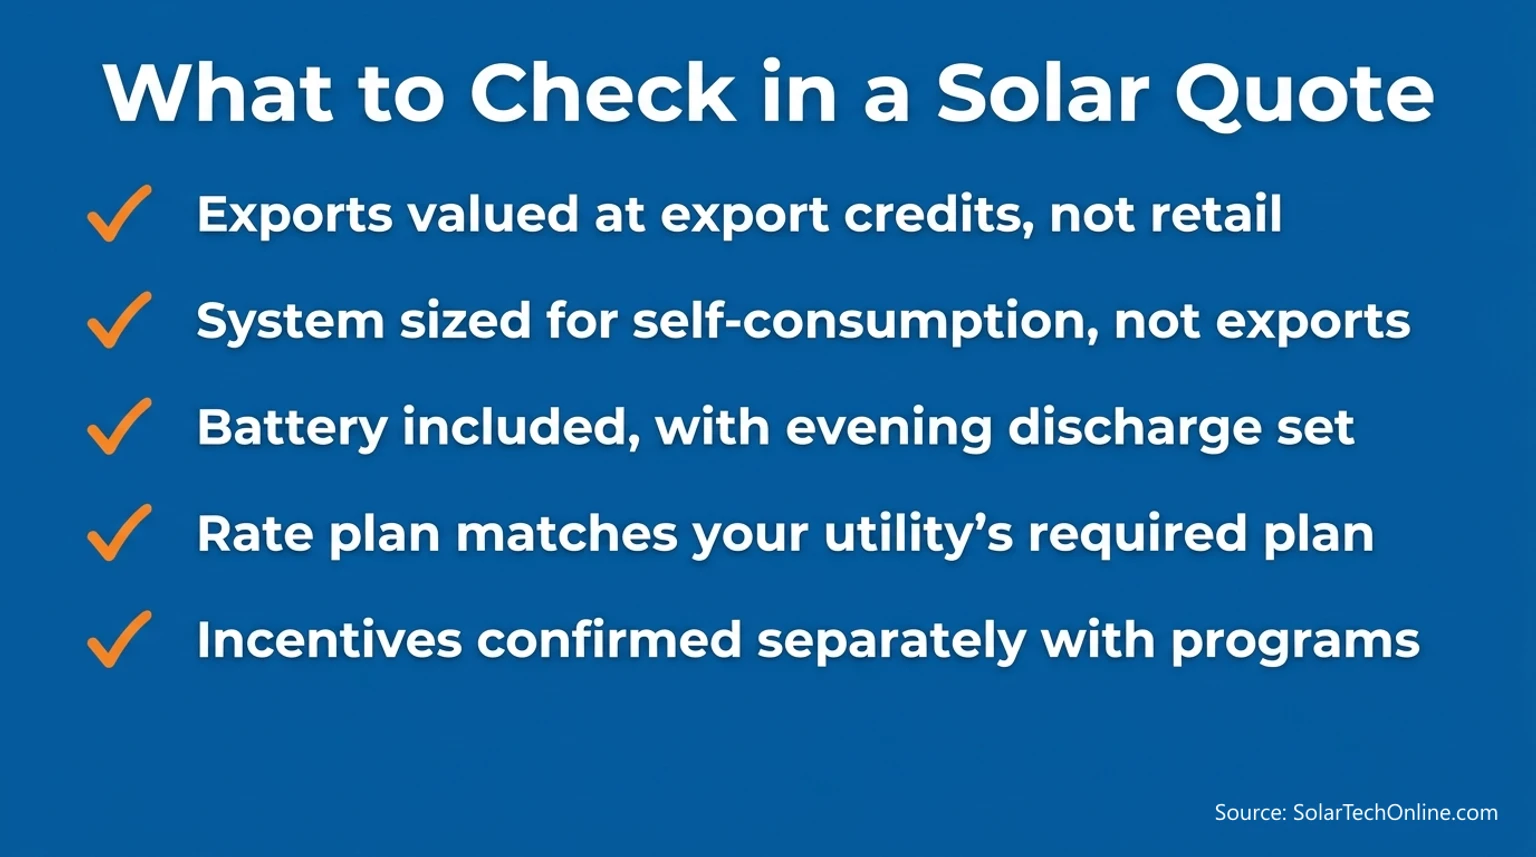 What to Check in a Solar Quote
Exports valued at export credits, not retail
System sized for self-consumption, not exports
Battery included, with evening discharge set
Rate plan matches your utility’s required plan
Incentives confirmed separately with programs
Source: SolarTechOnline.com